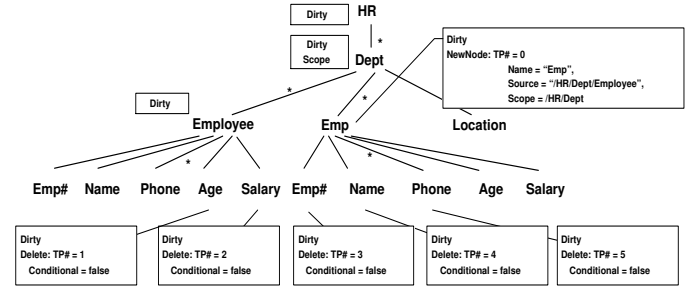 Dirty HR
*
Dirty
Scope
Dept
Dirty
NewNode: TP# = 0
Name = “Emp”,
Source = “/HR/Dept/Employee”,
Scope = /HR/Dept
* *
Dirty
Employee Emp Location
* *
Emp# Name Phone Age Salary Emp# Name Phone Age Salary
Dirty
Delete: TP# = 1
Conditional = false
Dirty
Delete: TP# = 2
Conditional = false
Dirty
Delete: TP# = 3
Conditional = false
Dirty
Delete: TP# = 4
Conditional = false
Dirty
Delete: TP# = 5
Conditional = false